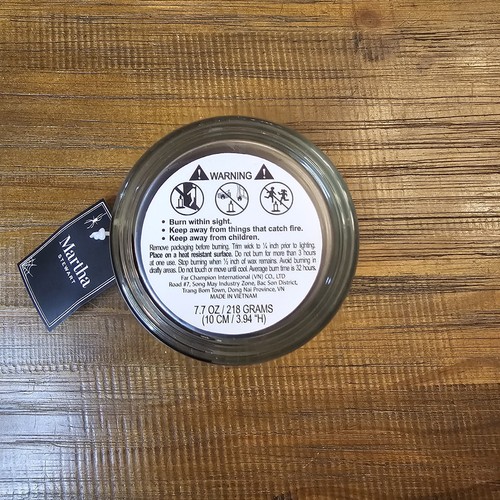 WARNING
• Burn within sight.
• Keep away from things that catch fire.
• Keep away from children.
Remove packaging before burning. Trim wick to ¼ inch prior to lighting.
Place on a heat resistant surface. Do not burn for more than 3 hours
at one use. Stop burning when ½ inch of wax remains. Avoid burning in
drafty areas. Do not touch or move until cool. Average burn time is 32 hours.
Far Champion International (VN) CO., LTD
Road #7, Song May Industry Zone, Bac Son District,
Trang Bom Town, Dong Nai Province, VN
MADE IN VIETNAM
7.7 OZ / 218 GRAMS
(10 CM / 3.94 "H)
Martha
STEWART